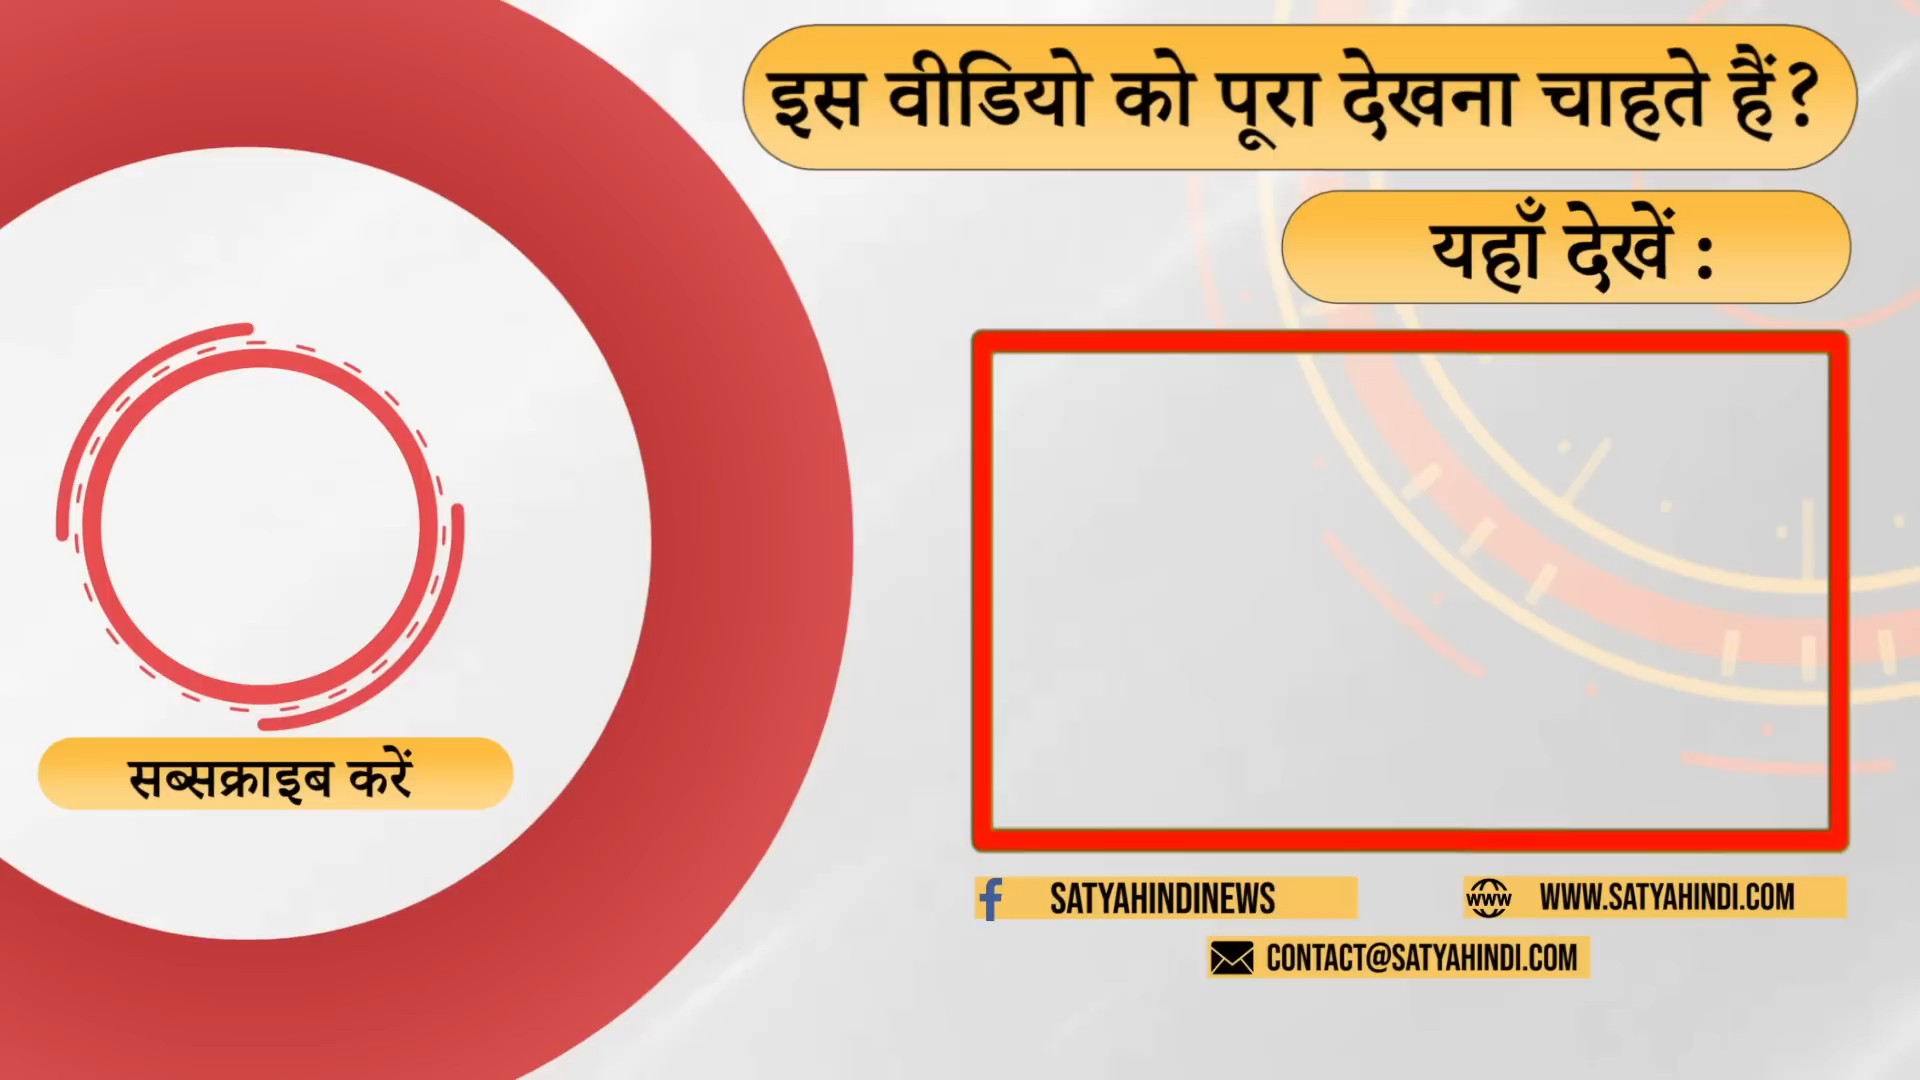 इस वीडियो को पूरा देखना चाहते हैं?
यहाँ देखें :
सब्सक्राइब करें
SATYAHINDINEWS
WWW
WWW.SATYAHINDI.COM
CONTACT@SATYAHINDI.COM